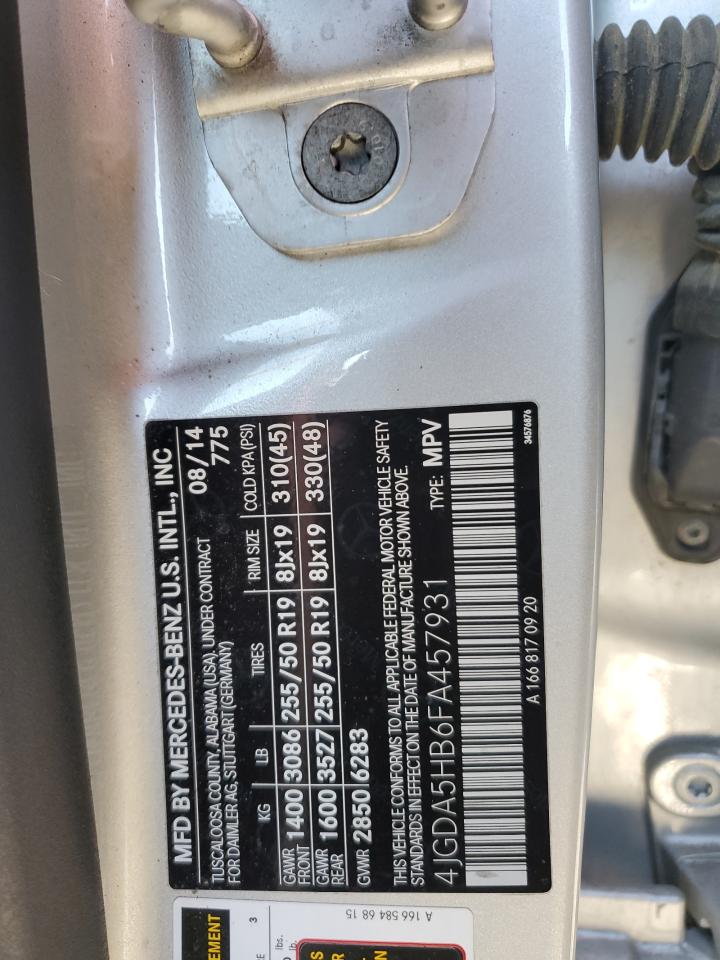 MFD BY MERCEDES-BENZ U.S. INTL., INC
TUSCALOOSA COUNTY, ALABAMA (USA), UNDER CONTRACT 08/14
FOR DAIMLER AG, STUTTGART (GERMANY) 775
KG LB TIRES RIM SIZE COLD KPA(PSI)
GAWR FRONT 1400 3086 255/50 R19 8Jx19 310(45)
GAWR REAR 1600 3527 255/50 R19 8Jx19 330(48)
GVWR 2850 6283
THIS VEHICLE CONFORMS TO ALL APPLICABLE FEDERAL MOTOR VEHICLE SAFETY
STANDARDS IN EFFECT ON THE DATE OF MANUFACTURE SHOWN ABOVE.
4JGDA5HB6FA457931 TYPE: MPV
A 166 817 09 20 34576876
A 166 584 68 15
3
lbs.
lb.